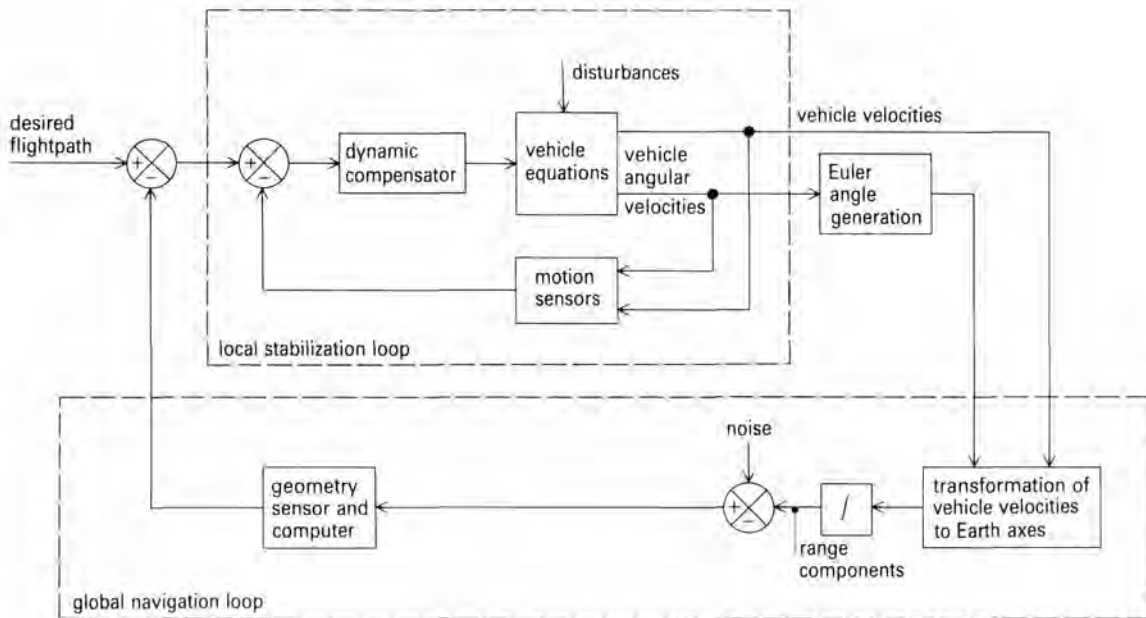 disturbances
desired
flightpath
+
−
+
−
dynamic
compensator
vehicle
equations
vehicle velocities
vehicle
angular
velocities
Euler
angle
generation
motion
sensors
local stabilization loop
noise
geometry
sensor and
computer
+
−
∫
transformation of
vehicle velocities
to Earth axes
range
components
global navigation loop